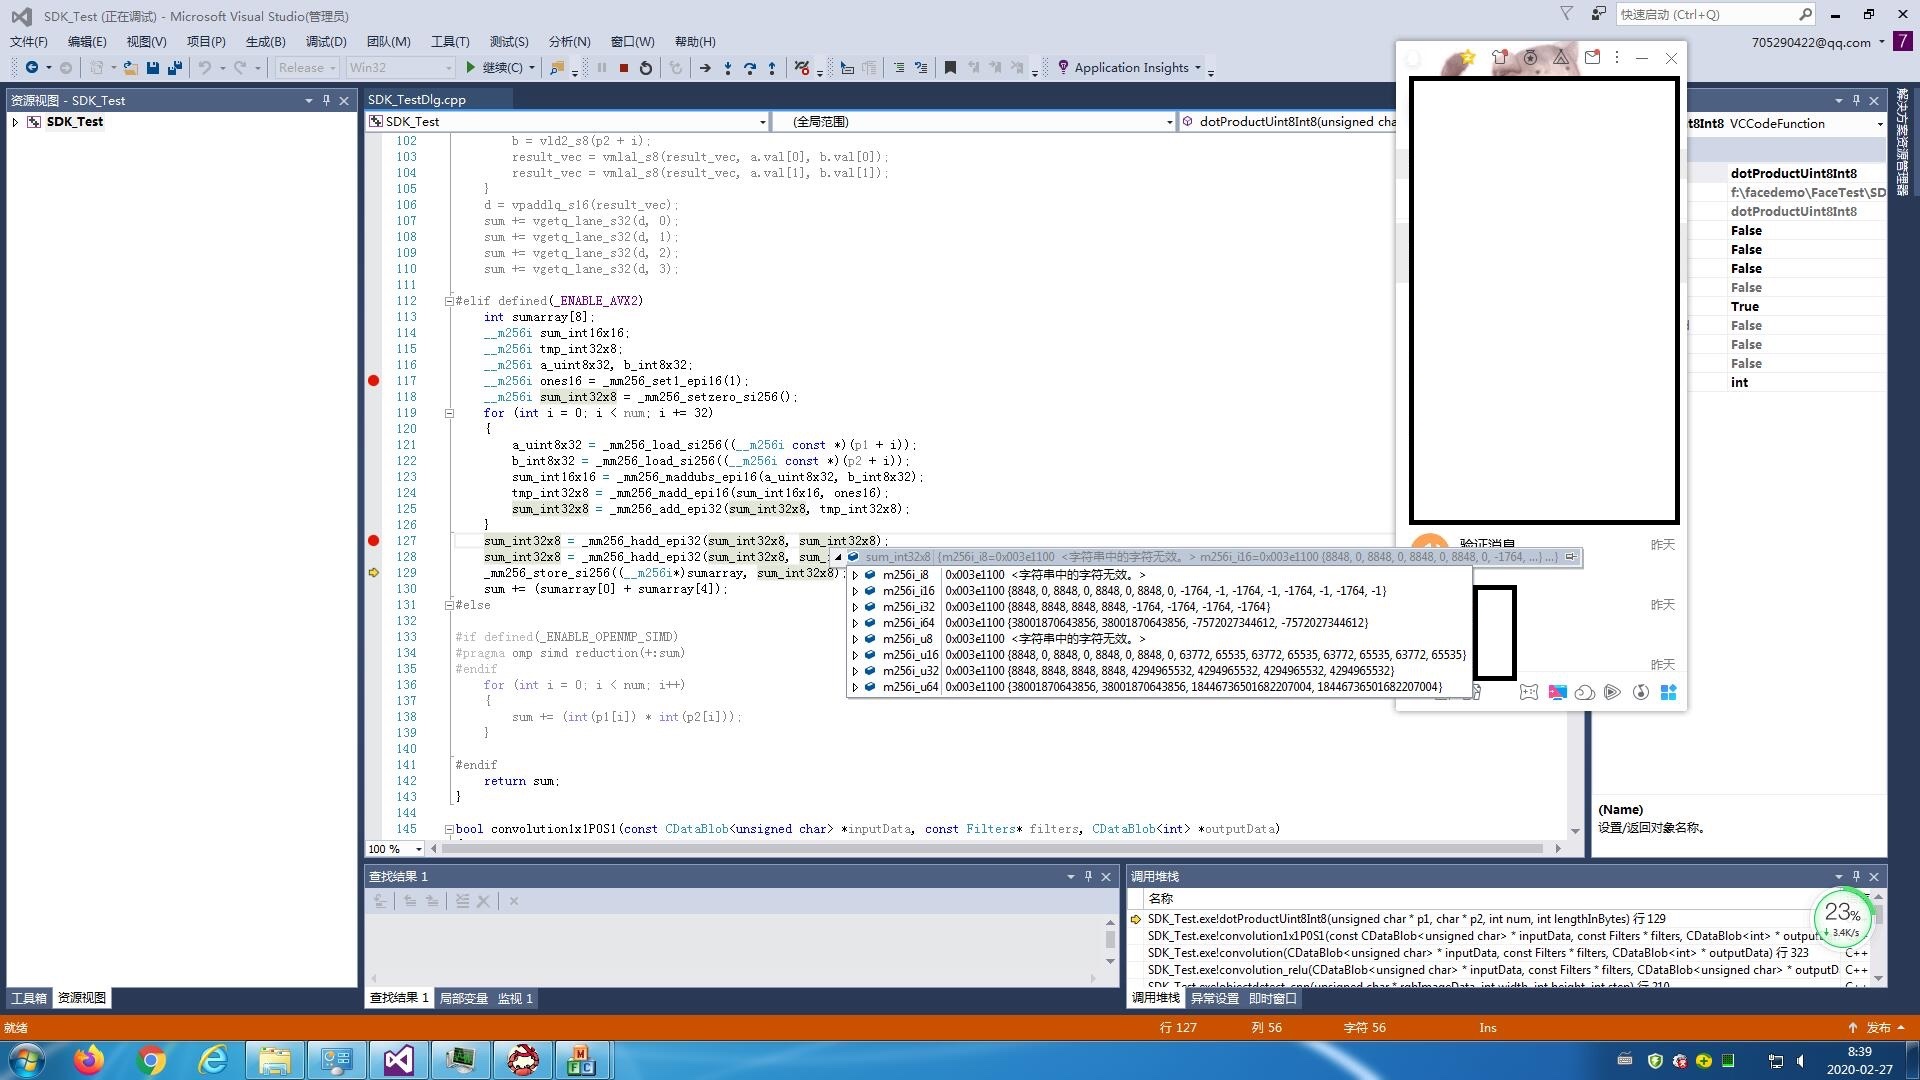 SDK_Test (正在调试) - Microsoft Visual Studio(管理员)
快速启动 (Ctrl+Q)
文件(F) 编辑(E) 视图(V) 项目(P) 生成(B) 调试(D) 团队(M) 工具(T) 测试(S) 分析(N) 窗口(W) 帮助(H)
705290422@qq.com 7
Release Win32 继续(C) Application Insights
资源视图 - SDK_Test
SDK_Test
SDK_TestDlg.cpp
SDK_Test (全局范围) dotProductUint8Int8(unsigned cha
102 b = vld2_s8(p2 + i);
103 result_vec = vmlal_s8(result_vec, a.val[0], b.val[0]);
104 result_vec = vmlal_s8(result_vec, a.val[1], b.val[1]);
105 }
106 d = vpaddlq_s16(result_vec);
107 sum += vgetq_lane_s32(d, 0);
108 sum += vgetq_lane_s32(d, 1);
109 sum += vgetq_lane_s32(d, 2);
110 sum += vgetq_lane_s32(d, 3);
111
112 #elif defined(_ENABLE_AVX2)
113 int sumarray[8];
114 __m256i sum_int16x16;
115 __m256i tmp_int32x8;
116 __m256i a_uint8x32, b_int8x32;
117 __m256i ones16 = _mm256_set1_epi16(1);
118 __m256i sum_int32x8 = _mm256_setzero_si256();
119 for (int i = 0; i < num; i += 32)
120 {
121 a_uint8x32 = _mm256_load_si256((__m256i const *)(p1 + i));
122 b_int8x32 = _mm256_load_si256((__m256i const *)(p2 + i));
123 sum_int16x16 = _mm256_maddubs_epi16(a_uint8x32, b_int8x32);
124 tmp_int32x8 = _mm256_madd_epi16(sum_int16x16, ones16);
125 sum_int32x8 = _mm256_add_epi32(sum_int32x8, tmp_int32x8);
126 }
127 sum_int32x8 = _mm256_hadd_epi32(sum_int32x8, sum_int32x8);
128 sum_int32x8 = _mm256_hadd_epi32(sum_int32x8, sum_
129 _mm256_store_si256((__m256i*)sumarray, sum_int32x8);
130 sum += (sumarray[0] + sumarray[4]);
131 #else
132
133 #if defined(_ENABLE_OPENMP_SIMD)
134 #pragma omp simd reduction(+:sum)
135 #endif
136 for (int i = 0; i < num; i++)
137 {
138 sum += (int(p1[i]) * int(p2[i]));
139 }
140
141 #endif
142 return sum;
143 }
144
145 bool convolution1x1P0S1(const CDataBlob<unsigned char> *inputData, const Filters* filters, CDataBlob<int> *outputData)
100 %
sum_int32x8 {m256i_i8=0x003e1100 <字符串中的字符无效。> m256i_i16=0x003e1100 {8848, 0, 8848, 0, 8848, 0, 8848, 0, -1764, ...} ...}
m256i_i8 0x003e1100 <字符串中的字符无效。>
m256i_i16 0x003e1100 {8848, 0, 8848, 0, 8848, 0, 8848, 0, -1764, -1, -1764, -1, -1764, -1, -1764, -1}
m256i_i32 0x003e1100 {8848, 8848, 8848, 8848, -1764, -1764, -1764, -1764}
m256i_i64 0x003e1100 {38001870643856, 38001870643856, -7572027344612, -7572027344612}
m256i_u8 0x003e1100 <字符串中的字符无效。>
m256i_u16 0x003e1100 {8848, 0, 8848, 0, 8848, 0, 8848, 0, 63772, 65535, 63772, 65535, 63772, 65535, 63772, 65535}
m256i_u32 0x003e1100 {8848, 8848, 8848, 8848, 4294965532, 4294965532, 4294965532, 4294965532}
m256i_u64 0x003e1100 {38001870643856, 38001870643856, 18446736501682207004, 18446736501682207004}
验证消息 昨天
昨天
昨天
t8Int8 VCCodeFunction
dotProductUint8Int8
f:\facedemo\FaceTest\SD
dotProductUint8Int8
False
False
False
False
True
False
False
False
int
(Name)
设置/返回对象名称。
解决方案资源管理器
查找结果 1
调用堆栈
名称
SDK_Test.exe!dotProductUint8Int8(unsigned char * p1, char * p2, int num, int lengthInBytes) 行 129
SDK_Test.exe!convolution1x1P0S1(const CDataBlob<unsigned char> * inputData, const Filters * filters, CDataBlob<int> * outpu
SDK_Test.exe!convolution(CDataBlob<unsigned char> * inputData, const Filters * filters, CDataBlob<int> * outputData) 行 323 C++
SDK_Test.exe!convolution_relu(CDataBlob<unsigned char> * inputData, const Filters * filters, CDataBlob<unsigned char> * outputD C++
23%
3.4K/s
工具箱 资源视图
查找结果 1 局部变量 监视 1
调用堆栈 异常设置 即时窗口
就绪 行 127 列 56 字符 56 Ins 发布
8:39
2020-02-27